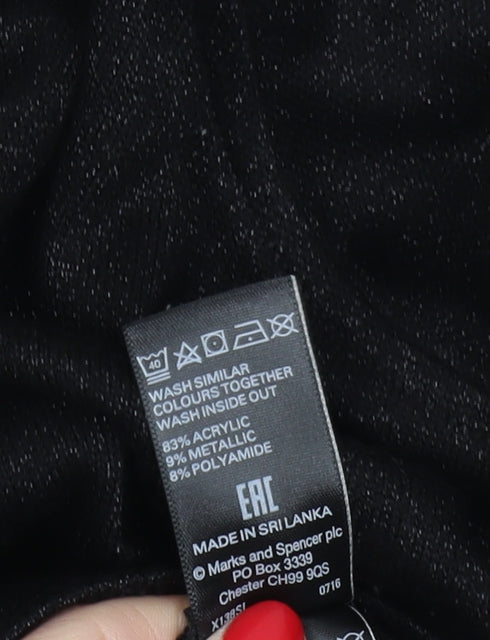 40
WASH SIMILAR
COLOURS TOGETHER
WASH INSIDE OUT
83% ACRYLIC
9% METALLIC
8% POLYAMIDE
EAC
MADE IN SRI LANKA
© Marks and Spencer plc
PO Box 3339
Chester CH99 9QS
0716